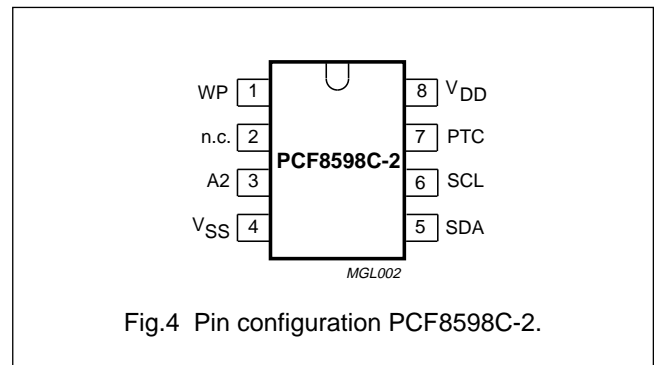 WP 1 8 VDD
n.c. 2 7 PTC
PCF8598C-2
A2 3 6 SCL
VSS 4 5 SDA
MGL002
Fig.4 Pin configuration PCF8598C-2.